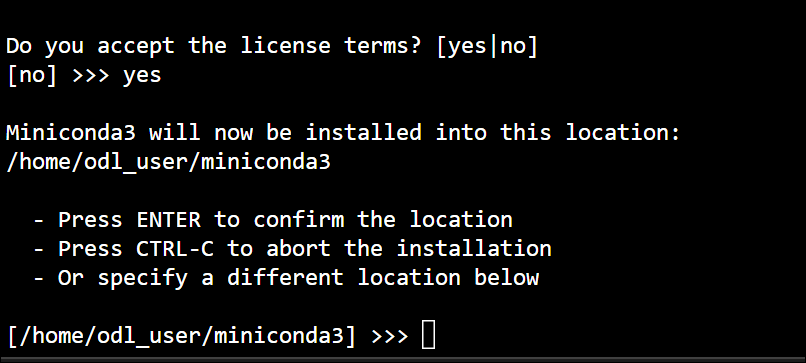 Do you accept the license terms? [yes|no]
[no] >>> yes
Miniconda3 will now be installed into this location:
/home/odl_user/miniconda3
- Press ENTER to confirm the location
- Press CTRL-C to abort the installation
- Or specify a different location below
[/home/odl_user/miniconda3] >>>